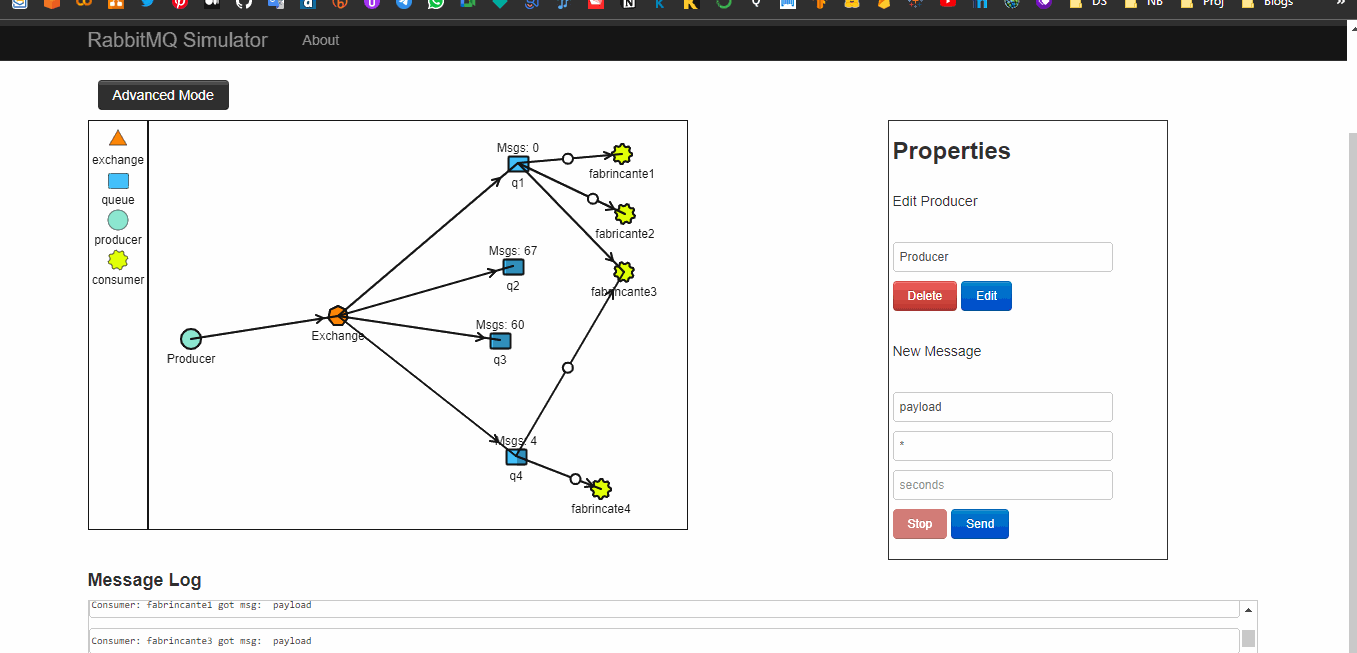 DS NB Proj Blogs »
RabbitMQ Simulator About
Advanced Mode
exchange
queue
producer
consumer
Msgs: 0
q1
fabrincante1
fabricante2
Msgs: 67
q2
fabrincante3
Exchange
Msgs: 60
q3
Producer
Msgs: 4
q4
fabrincate4
Properties
Edit Producer
Producer
Delete Edit
New Message
payload
*
seconds
Stop Send
Message Log
Consumer: fabrincante1 got msg: payload
Consumer: fabrincante3 got msg: payload